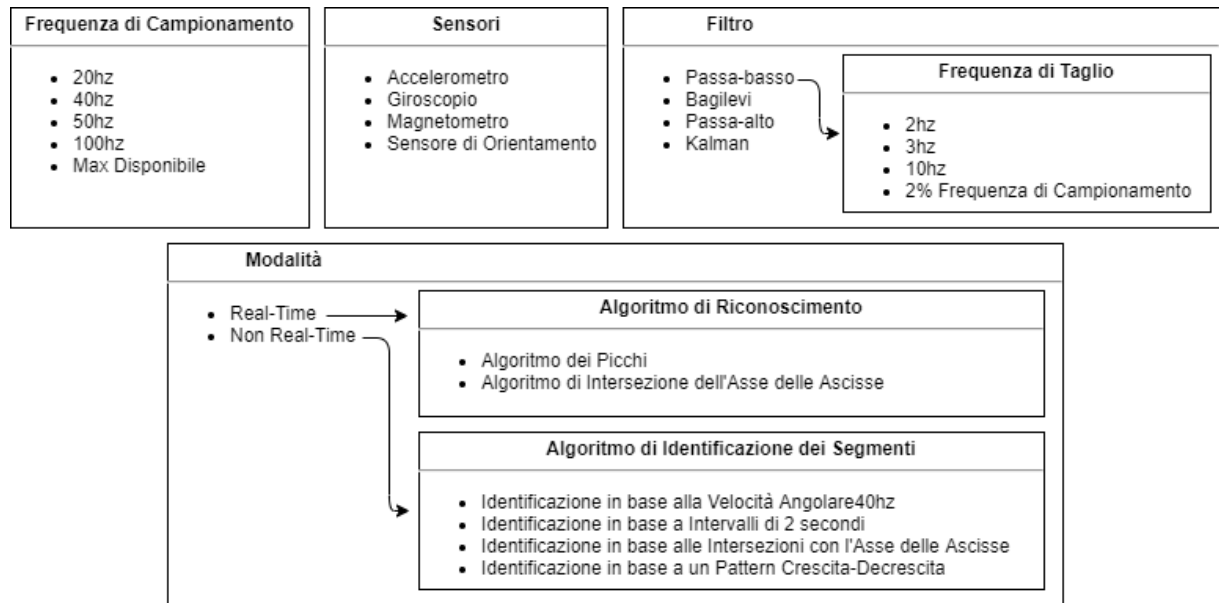 Frequenza di Campionamento
20hz
40hz
50hz
100hz
Max Disponibile
Sensori
Accelerometro
Giroscopio
Magnetometro
Sensore di Orientamento
Filtro
Passa-basso
Bagilevi
Passa-alto
Kalman
Frequenza di Taglio
2hz
3hz
10hz
2% Frequenza di Campionamento
Modalità
Real-Time
Non Real-Time
Algoritmo di Riconoscimento
Algoritmo dei Picchi
Algoritmo di Intersezione dell'Asse delle Ascisse
Algoritmo di Identificazione dei Segmenti
Identificazione in base alla Velocità Angolare40hz
Identificazione in base a Intervalli di 2 secondi
Identificazione in base alle Intersezioni con l'Asse delle Ascisse
Identificazione in base a un Pattern Crescita-Decrescita